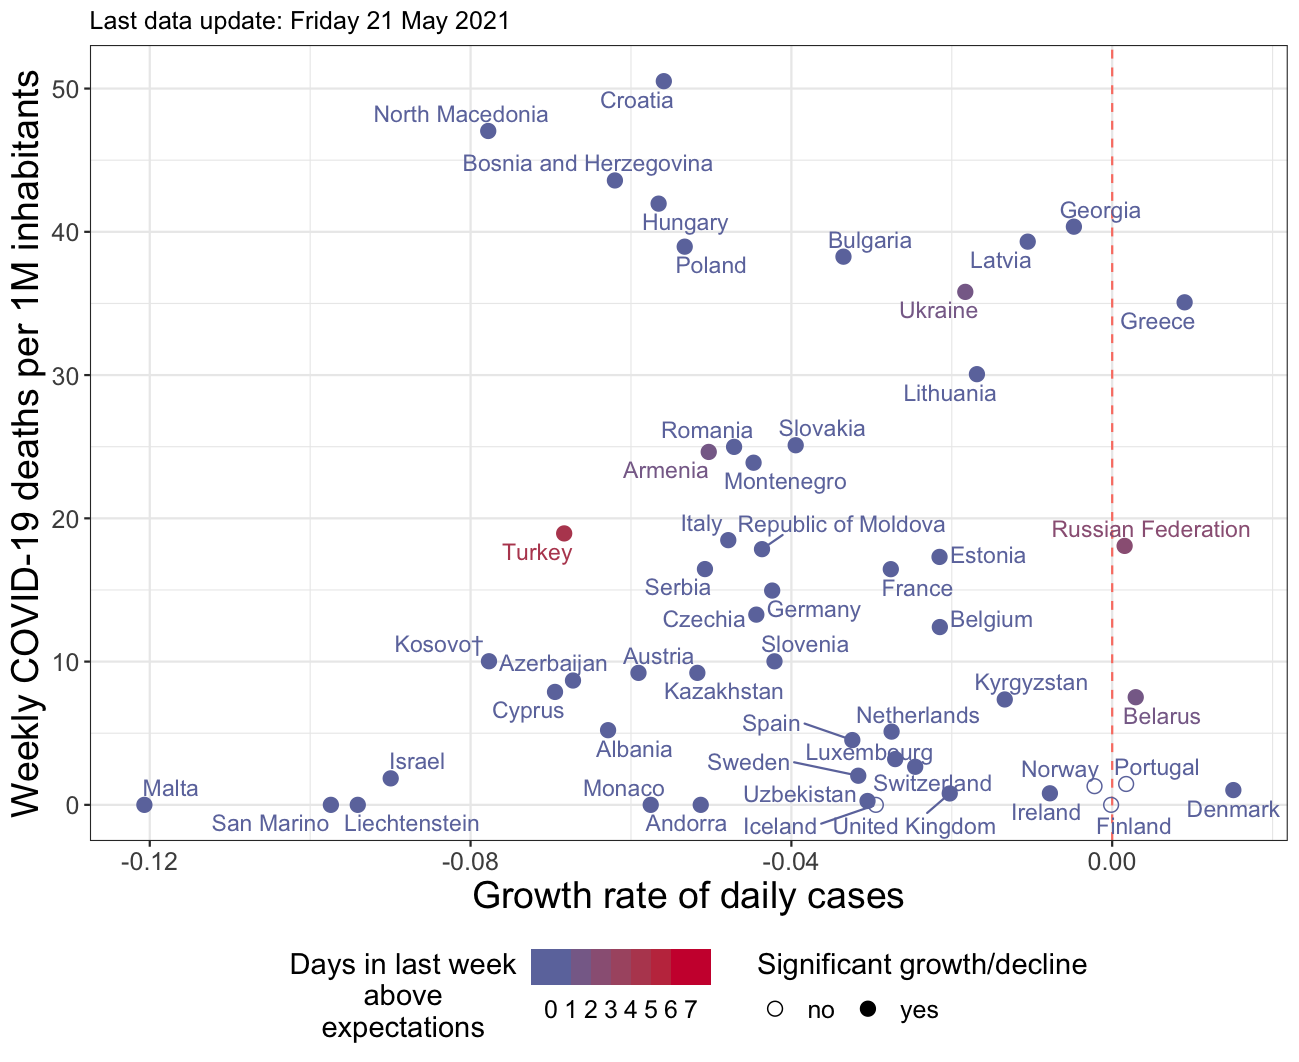 Last data update: Friday 21 May 2021
Weekly COVID-19 deaths per 1M inhabitants
50
40
30
20
10
0
Croatia
North Macedonia
Bosnia and Herzegovina
Hungary
Georgia
Bulgaria
Latvia
Poland
Ukraine
Greece
Lithuania
Romania
Slovakia
Armenia
Montenegro
Italy
Republic of Moldova
Russian Federation
Turkey
Estonia
Serbia
France
Germany
Czechia
Belgium
Kosovo†
Slovenia
Azerbaijan
Austria
Kazakhstan
Kyrgyzstan
Cyprus
Netherlands
Belarus
Spain
Albania
Luxembourg
Israel
Sweden
Norway
Portugal
Malta
Monaco
Switzerland
Uzbekistan
San Marino
Liechtenstein
Andorra
Iceland
United Kingdom
Ireland
Finland
Denmark
-0.12
-0.08
-0.04
0.00
Growth rate of daily cases
Days in last week
above
expectations
0 1 2 3 4 5 6 7
Significant growth/decline
no
yes